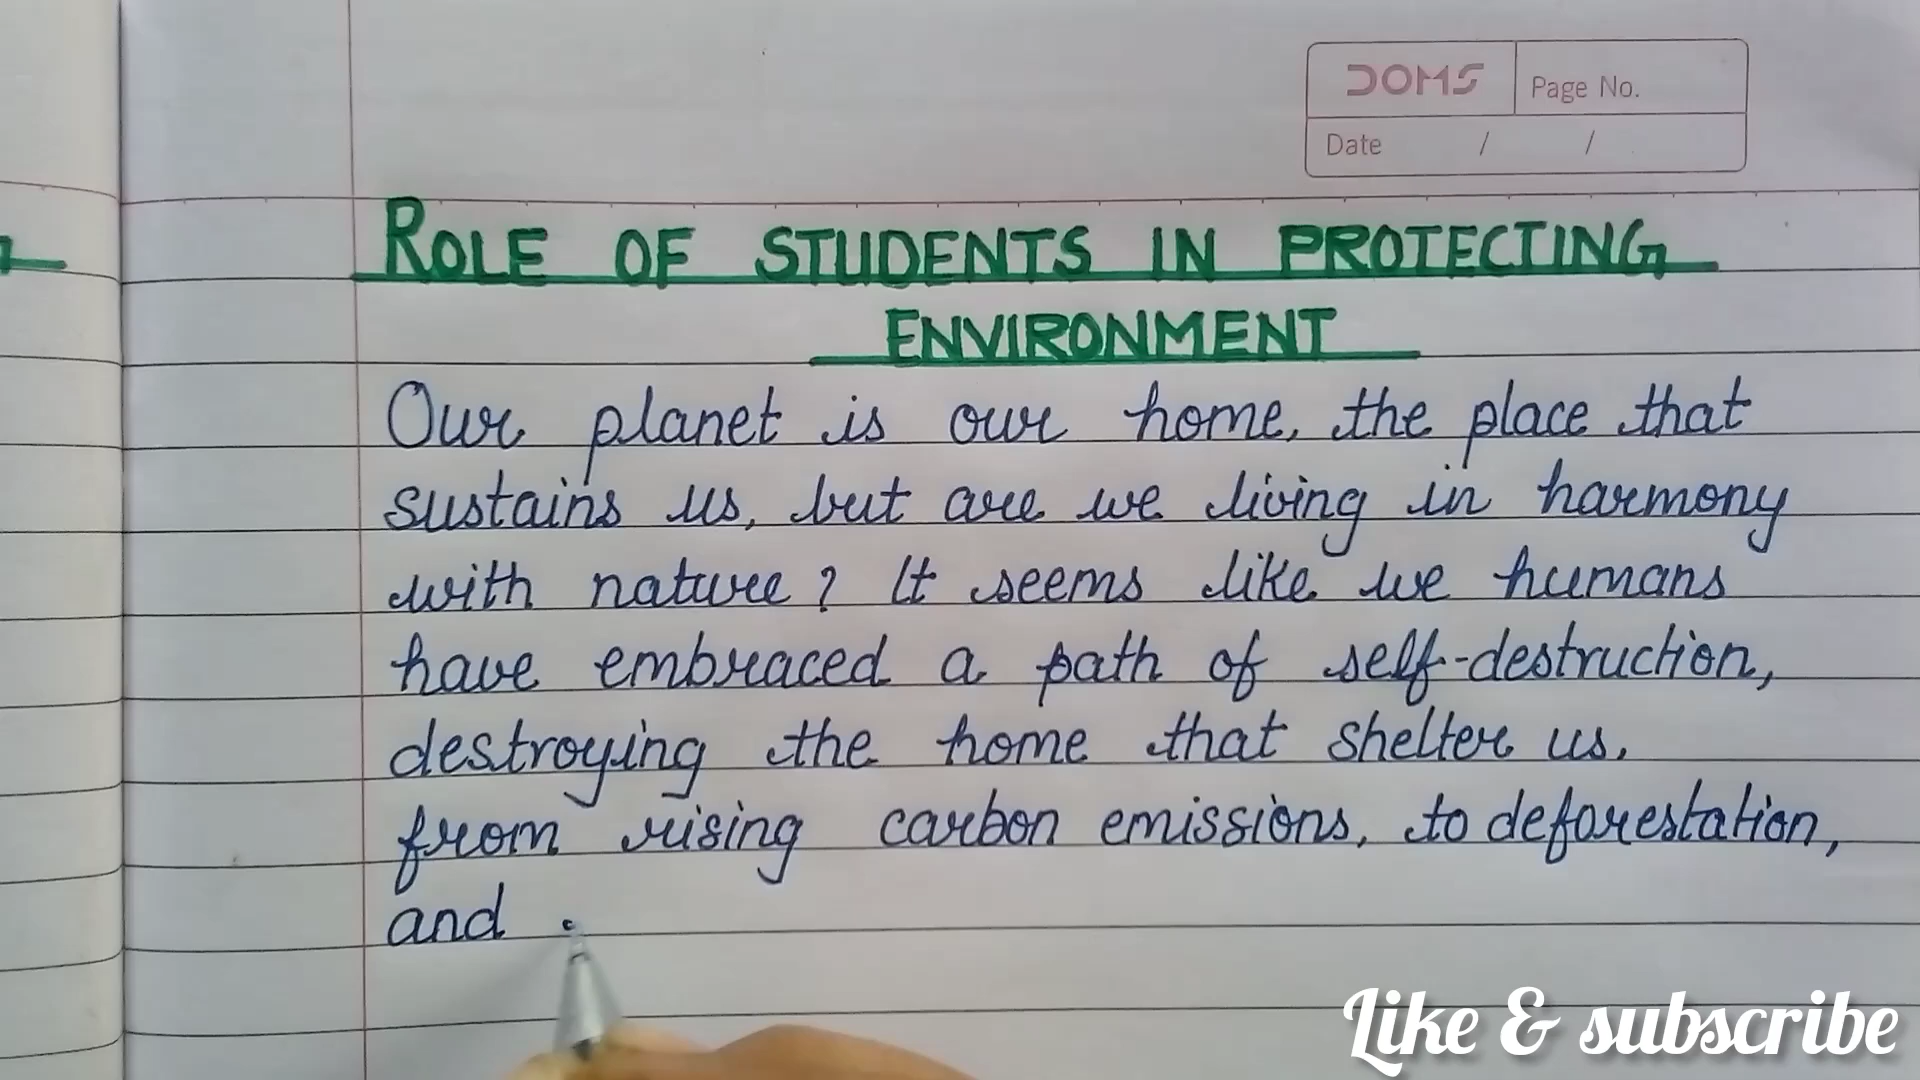 DOMS
Page No.
Date / /
ROLE OF STUDENTS IN PROTECTING
ENVIRONMENT
Our planet is our home, the place that
sustains us, but are we living in harmony
with nature? It seems like we humans
have embraced a path of self-destruction,
destroying the home that shelter us.
from rising carbon emissions, to deforestation,
and
Like & subscribe